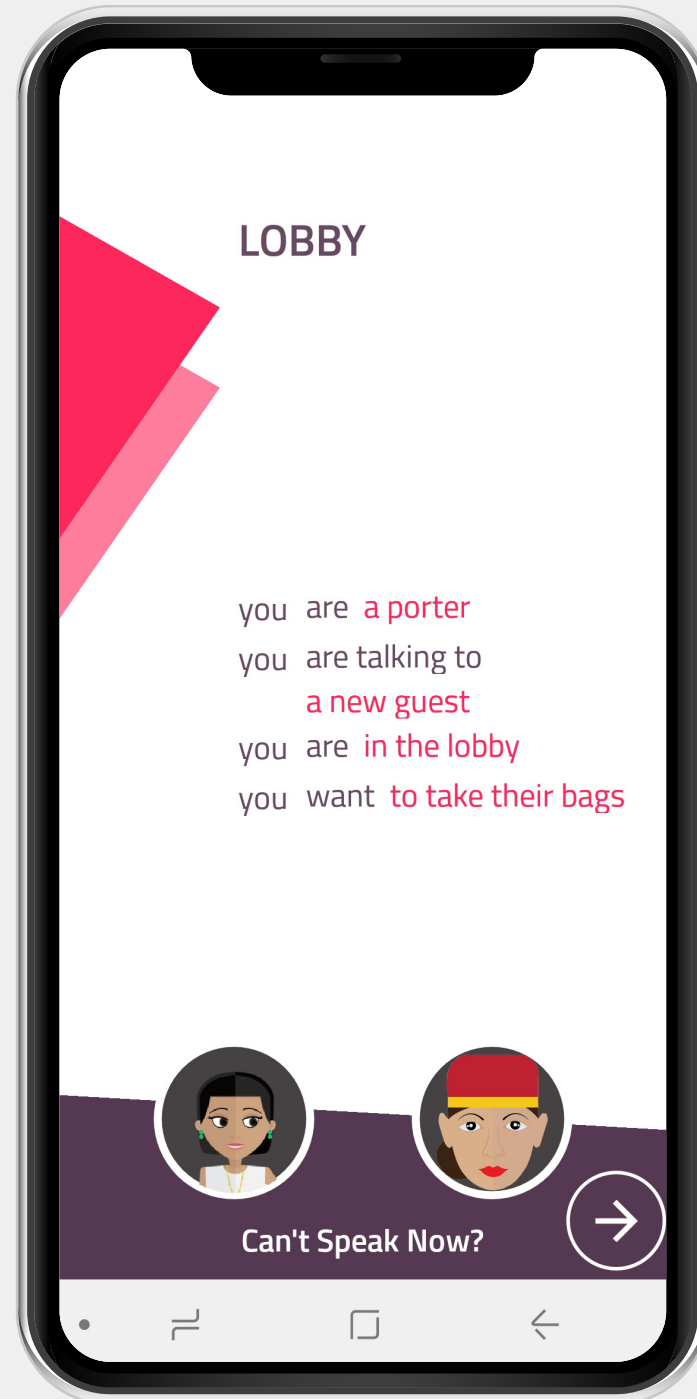 LOBBY
you are a porter
you are talking to
a new guest
you are in the lobby
you want to take their bags
Can't Speak Now?